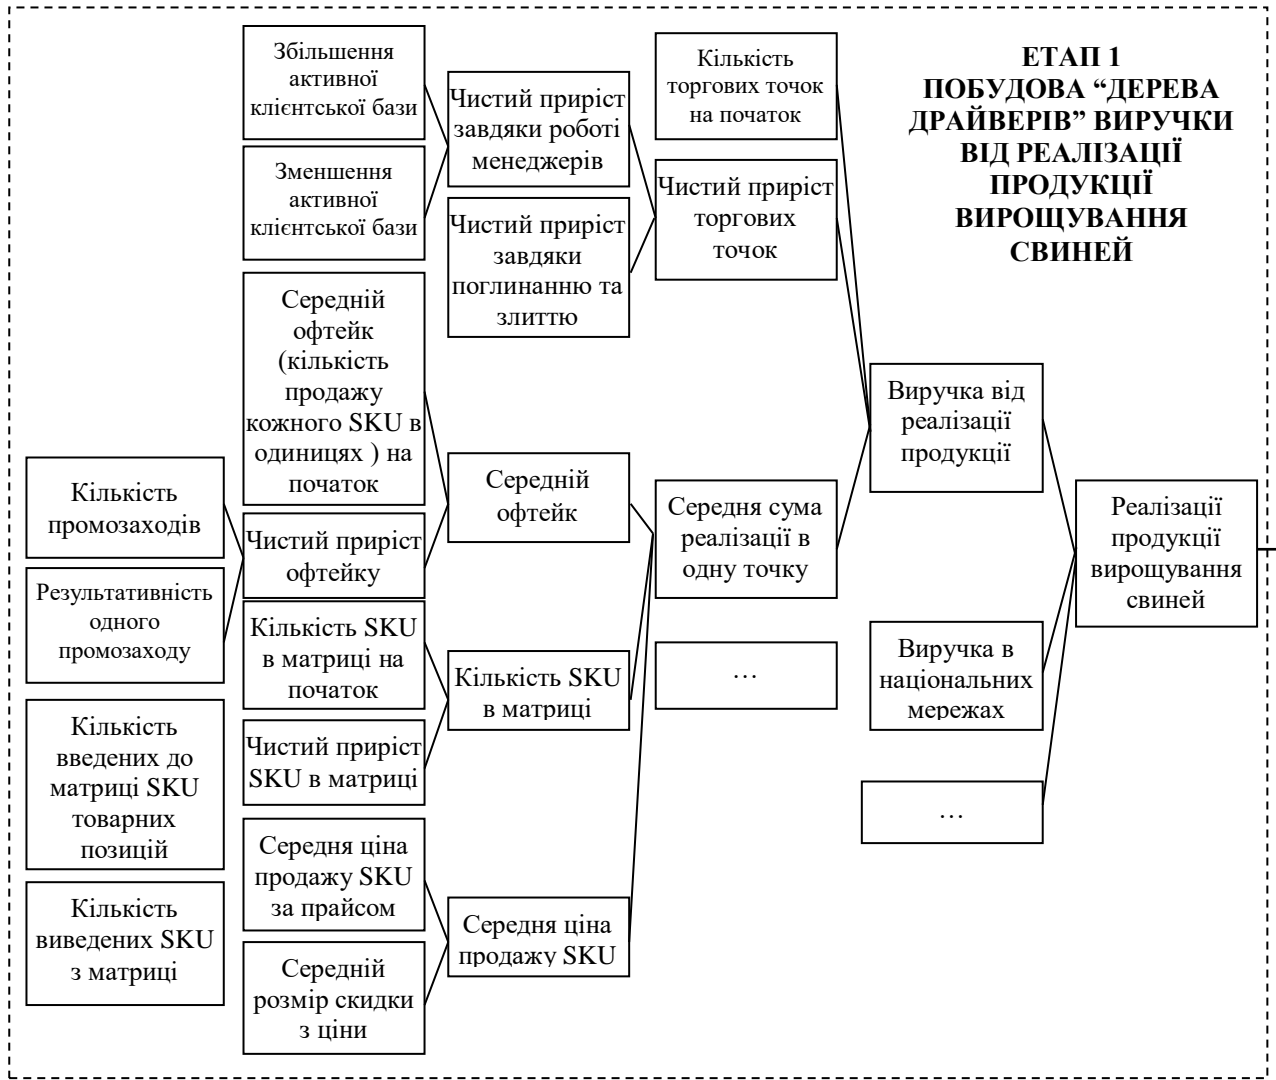 ЕТАП 1
ПОБУДОВА “ДЕРЕВА
ДРАЙВЕРІВ” ВИРУЧКИ
ВІД РЕАЛІЗАЦІЇ
ПРОДУКЦІЇ
ВИРОЩУВАННЯ
СВИНЕЙ
Кількість
промозаходів
Результативність
одного
промозаходу
Кількість
введених до
матриці SKU
товарних
позицій
Кількість
виведених SKU
з матриці
Збільшення
активної
клієнтської бази
Зменшення
активної
клієнтської бази
Середній
офтейк
(кількість
продажу
кожного SKU в
одиницях ) на
початок
Чистий приріст
офтейку
Кількість SKU
в матриці на
початок
Чистий приріст
SKU в матриці
Середня ціна
продажу SKU
за прайсом
Середній
розмір скидки
з ціни
Чистий приріст
завдяки роботі
менеджерів
Чистий приріст
завдяки
поглинанню та
злиттю
Середній
офтейк
Кількість SKU
в матриці
Середня ціна
продажу SKU
Кількість
торгових точок
на початок
Чистий приріст
торгових
точок
Середня сума
реалізації в
одну точку
…
Виручка від
реалізації
продукції
Виручка в
національних
мережах
…
Реалізації
продукції
вирощування
свиней